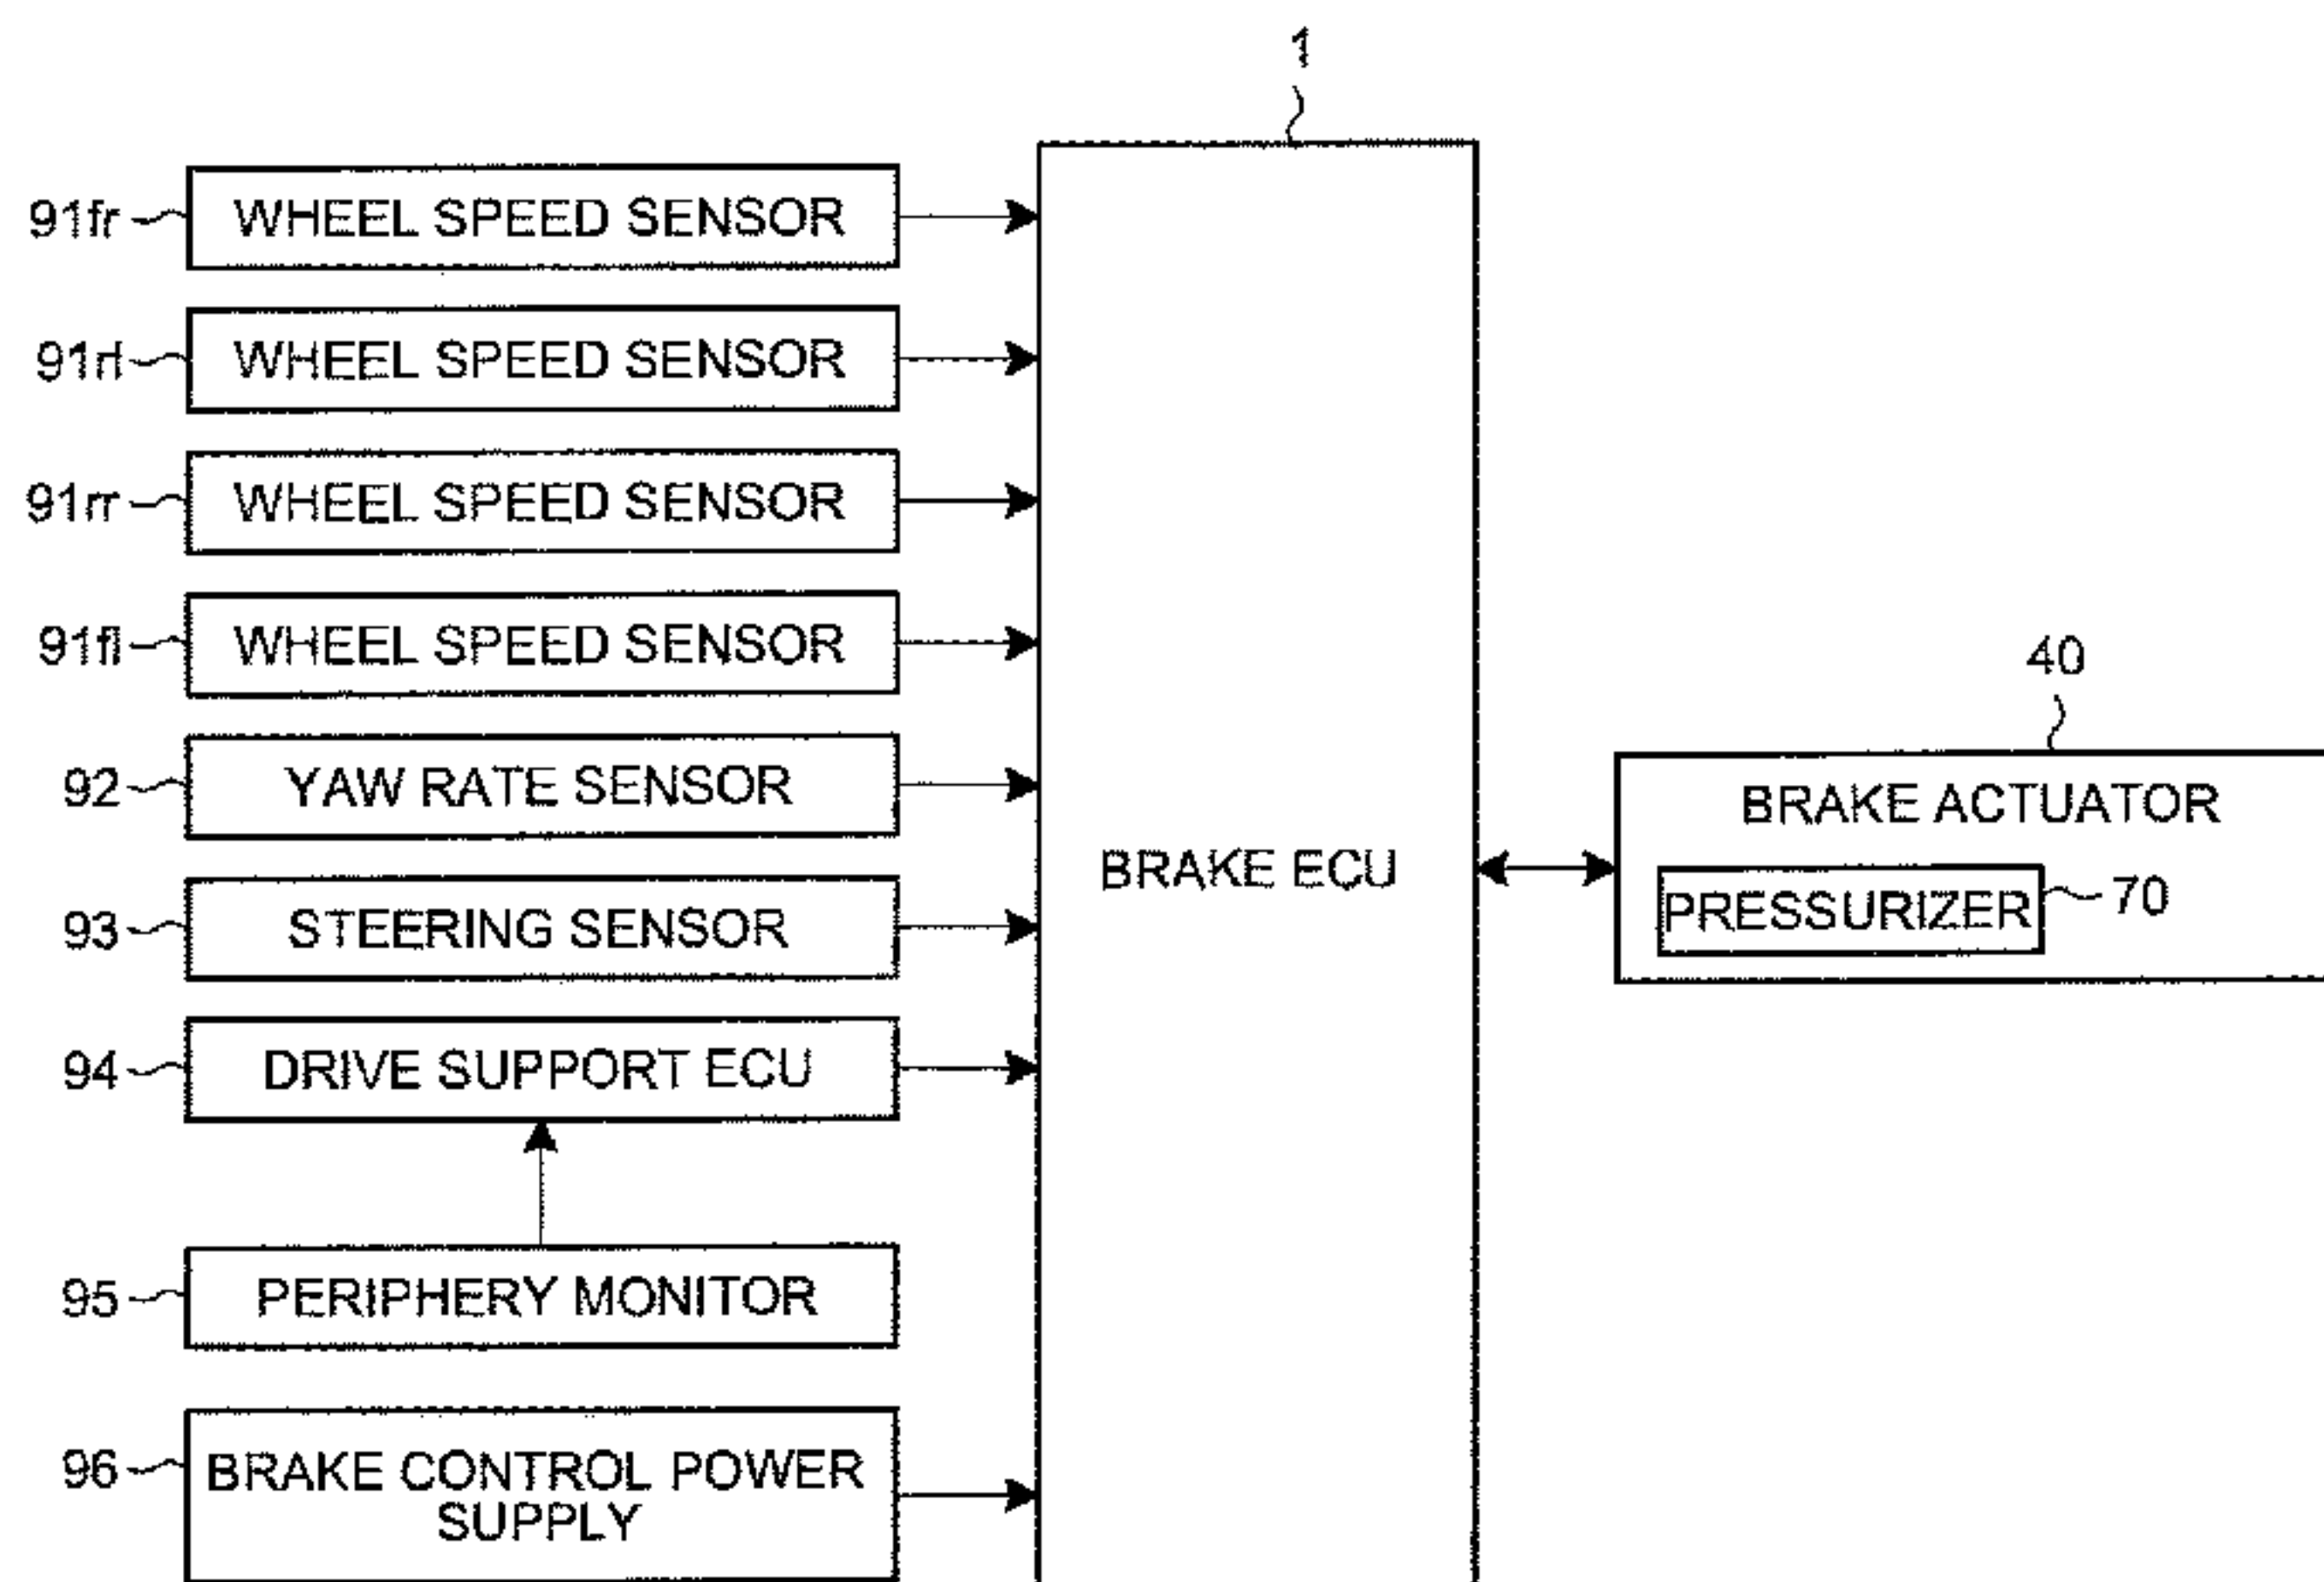 1
91fr WHEEL SPEED SENSOR
91rl WHEEL SPEED SENSOR
91rr WHEEL SPEED SENSOR
91fl WHEEL SPEED SENSOR
40
92 YAW RATE SENSOR
BRAKE ACTUATOR
BRAKE ECU
PRESSURIZER 70
93 STEERING SENSOR
94 DRIVE SUPPORT ECU
95 PERIPHERY MONITOR
96 BRAKE CONTROL POWER
SUPPLY